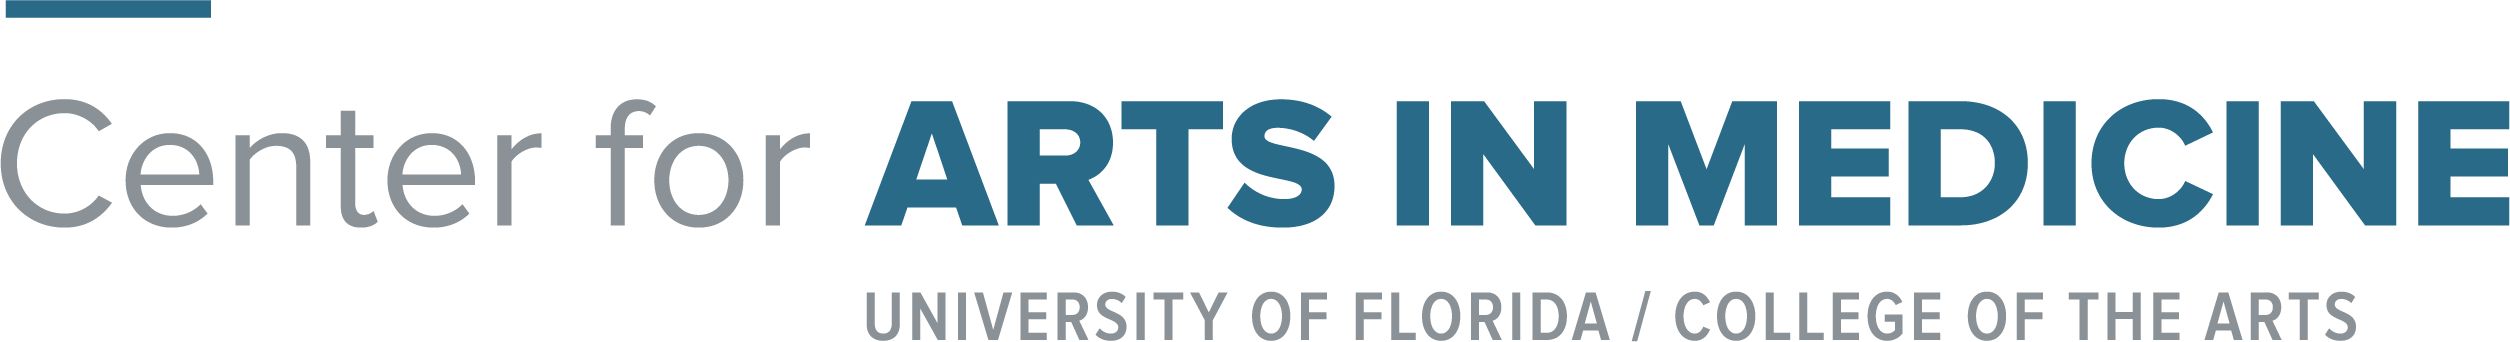 Center for ARTS IN MEDICINE
UNIVERSITY OF FLORIDA / COLLEGE OF THE ARTS